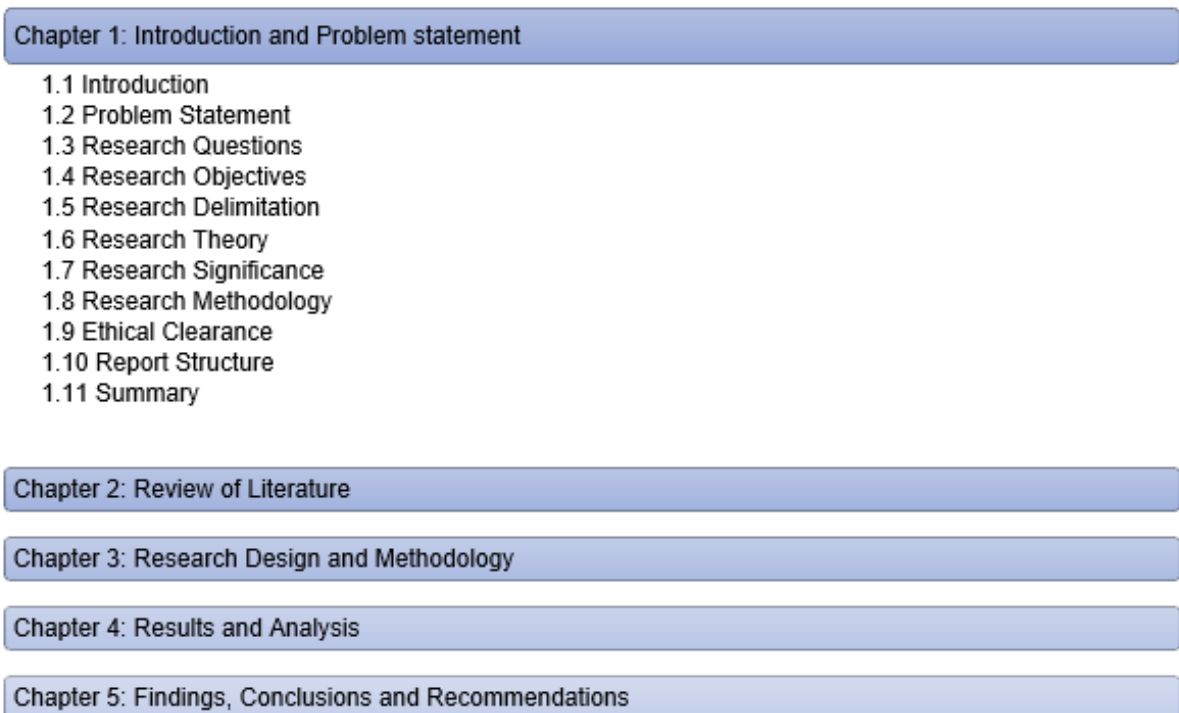 Chapter 1: Introduction and Problem statement
1.1 Introduction
1.2 Problem Statement
1.3 Research Questions
1.4 Research Objectives
1.5 Research Delimitation
1.6 Research Theory
1.7 Research Significance
1.8 Research Methodology
1.9 Ethical Clearance
1.10 Report Structure
1.11 Summary
Chapter 2: Review of Literature
Chapter 3: Research Design and Methodology
Chapter 4: Results and Analysis
Chapter 5: Findings, Conclusions and Recommendations